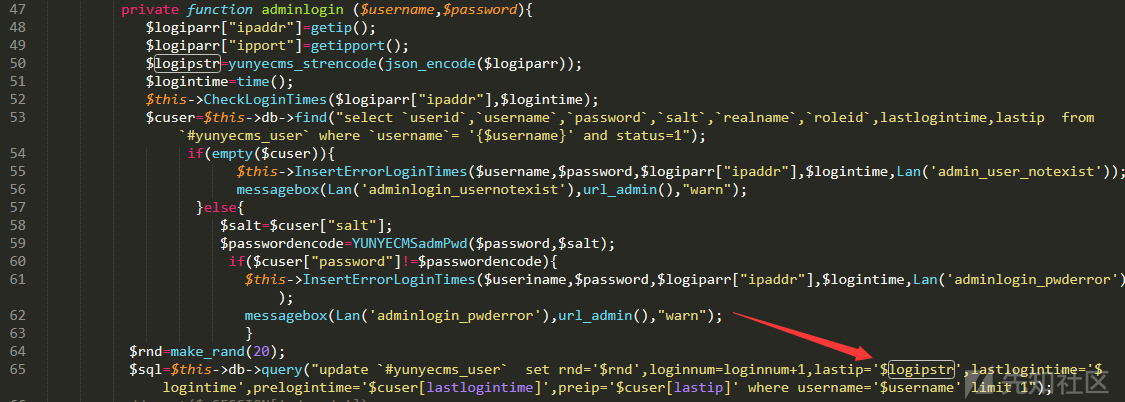 47 private function adminlogin ($username,$password){
48 $logiparr["ipaddr"]=getip();
49 $logiparr["ipport"]=getipport();
50 $logipstr=yunyecms_strencode(json_encode($logiparr));
51 $logintime=time();
52 $this->CheckLoginTimes($logiparr["ipaddr"],$logintime);
53 $cuser=$this->db->find("select `userid`,`username`,`password`,`salt`,`realname`,`roleid`,lastlogintime,lastip  from
`#yunyecms_user` where `username`= '{$username}' and status=1");
54 if(empty($cuser)){
55 $this->InsertErrorLoginTimes($username,$password,$logiparr["ipaddr"],$logintime,Lan('admin_user_notexist'));
56 messagebox(Lan('adminlogin_usernotexist'),url_admin(),"warn");
57 }else{
58 $salt=$cuser["salt"];
59 $passwordencode=YUNYECMSadmPwd($password,$salt);
60 if($cuser["password"]!=$passwordencode){
61 $this->InsertErrorLoginTimes($useriname,$password,$logiparr["ipaddr"],$logintime,Lan('adminlogin_pwderror')
);
62 messagebox(Lan('adminlogin_pwderror'),url_admin(),"warn");
63 }
64 $rnd=make_rand(20);
65 $sql=$this->db->query("update `#yunyecms_user`  set rnd='$rnd',loginnum=loginnum+1,lastip='$logipstr',lastlogintime='$
logintime',prelogintime='$cuser[lastlogintime]',preip='$cuser[lastip]' where username='$username' limit 1");
先知社区
66